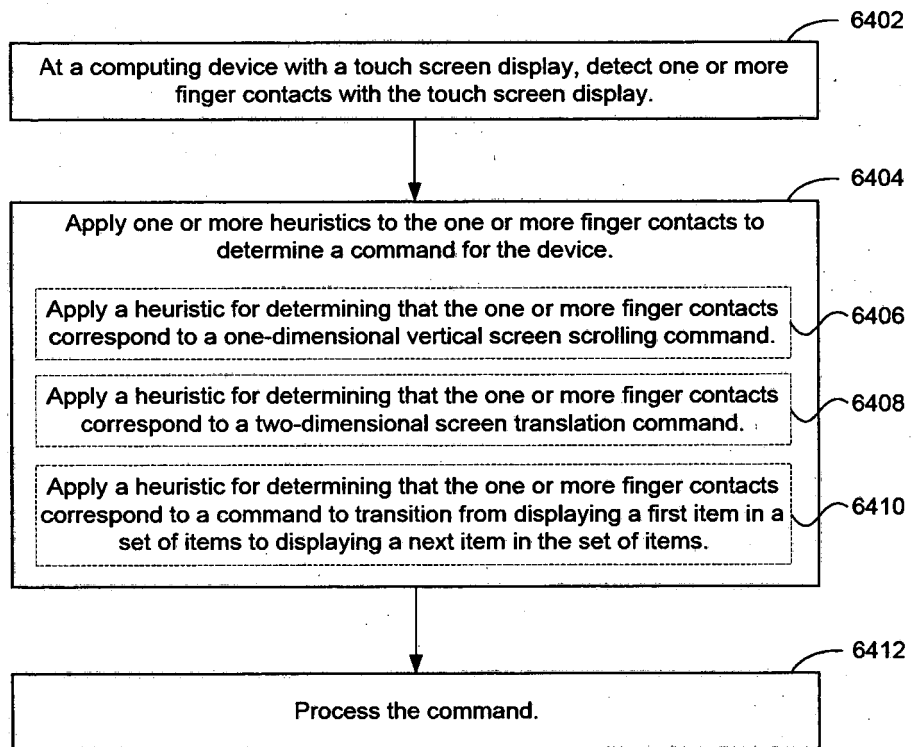 6402
At a computing device with a touch screen display, detect one or more
finger contacts with the touch screen display.
6404
Apply one or more heuristics to the one or more finger contacts to
determine a command for the device.
Apply a heuristic for determining that the one or more finger contacts
correspond to a one-dimensional vertical screen scrolling command.
6406
Apply a heuristic for determining that the one or more finger contacts
correspond to a two-dimensional screen translation command.
6408
Apply a heuristic for determining that the one or more finger contacts
correspond to a command to transition from displaying a first item in a
set of items to displaying a next item in the set of items.
6410
6412
Process the command.